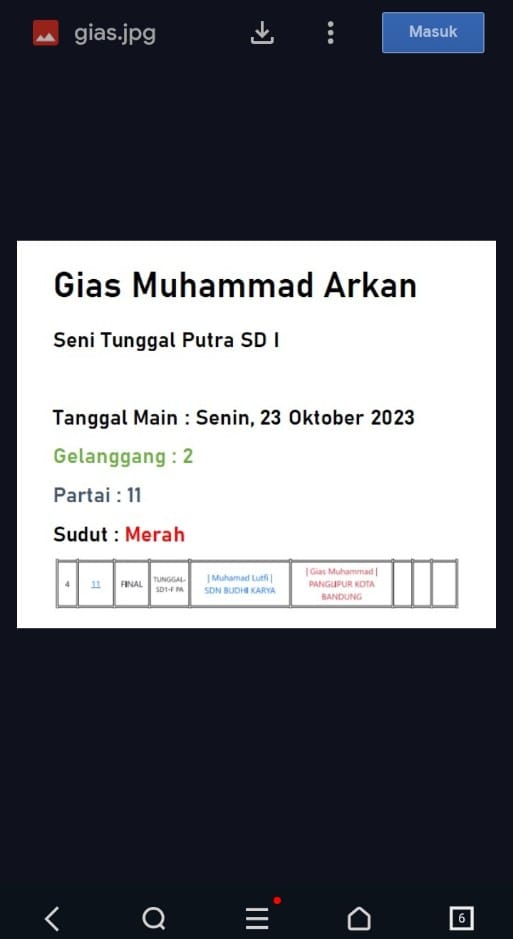 gias.jpg
Masuk
Gias Muhammad Arkan
Seni Tunggal Putra SD I
Tanggal Main : Senin, 23 Oktober 2023
Gelanggang : 2
Partai : 11
Sudut : Merah
4
11
FINAL
TUNGGAL-
SD1-F PA
| Muhamad Lutfi |
SDN BUDHI KARYA
| Gias Muhammad |
PANGLIPUR KOTA
BANDUNG
6